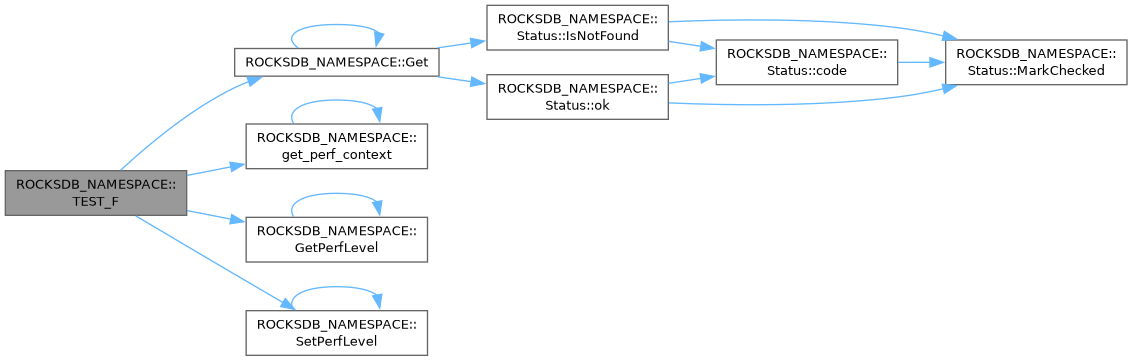 ROCKSDB_NAMESPACE::
TEST_F
ROCKSDB_NAMESPACE::Get
ROCKSDB_NAMESPACE::
get_perf_context
ROCKSDB_NAMESPACE::
GetPerfLevel
ROCKSDB_NAMESPACE::
SetPerfLevel
ROCKSDB_NAMESPACE::
Status::IsNotFound
ROCKSDB_NAMESPACE::
Status::ok
ROCKSDB_NAMESPACE::
Status::code
ROCKSDB_NAMESPACE::
Status::MarkChecked